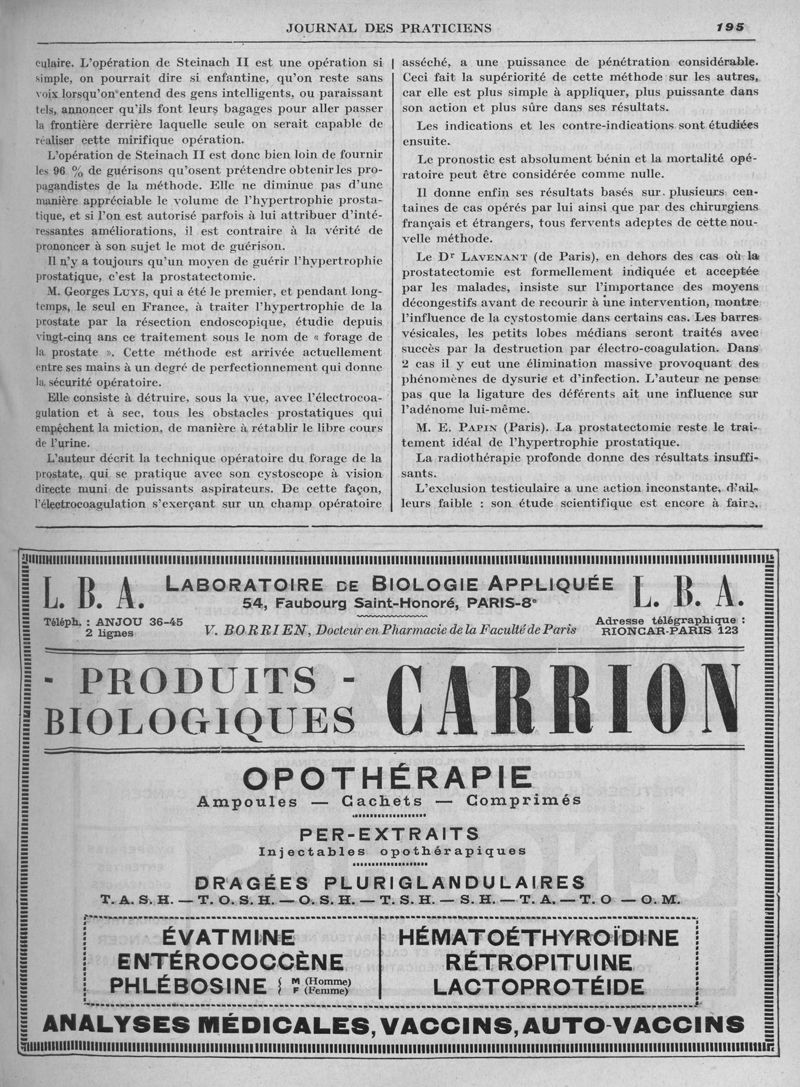 JOURNAL DES PRATICIENS
195
culaire. L'opération de Steinach II est une opération si
simple, on pourrait dire si enfantine, qu'on reste sans
voix lorsqu'on entend des gens intelligents, ou paraissant
tels, annoncer qu'ils font leurs bagages pour aller passer
la frontière derrière laquelle seule on serait capable de
réaliser cette mirifique opération.
L'opération de Steinach II est donc bien loin de fournir
les 96 % de guérisons qu'osent prétendre obtenir les pro-
pagandistes de la méthode. Elle ne diminue pas d'une
manière appréciable le volume de l'hypertrophie prosta-
tique, et si l'on est autorisé parfois à lui attribuer d'inté-
ressantes améliorations, il est contraire à la vérité de
prononcer à son sujet le mot de guérison.
Il n'y a toujours qu'un moyen de guérir l'hypertrophie
prostatique, c'est la prostatectomie.
M. Georges LUYS, qui a été le premier, et pendant long-
temps, le seul en France, à traiter l'hypertrophie de la
prostate par la résection endoscopique, étudie depuis
vingt-cinq ans ce traitement sous le nom de « forage de
la prostate ». Cette méthode est arrivée actuellement
entre ses mains à un degré de perfectionnement qui donne
la sécurité opératoire.
Elle consiste à détruire, sous la vue, avec l'électrocoa-
gulation et à sec, tous les obstacles prostatiques qui
empêchent la miction, de manière à rétablir le libre cours
de l'urine.
L'auteur décrit la technique opératoire du forage de la
prostate, qui se pratique avec son cystoscope à vision
directe muni de puissants aspirateurs. De cette façon,
l'électrocoagulation s'exerçant sur un champ opératoire
asséché, a une puissance de pénétration considérable.
Ceci fait la supériorité de cette méthode sur les autres,
car elle est plus simple à appliquer, plus puissante dans
son action et plus sûre dans ses résultats.
Les indications et les contre-indications sont étudiées
ensuite.
Le pronostic est absolument bénin et la mortalité opé-
ratoire peut être considérée comme nulle.
Il donne enfin ses résultats basés sur plusieurs cen-
taines de cas opérés par lui ainsi que par des chirurgiens
français et étrangers, tous fervents adeptes de cette nou-
velle méthode.
Le Dr LAVENANT (de Paris), en dehors des cas où la
prostatectomie est formellement indiquée et acceptée
par les malades, insiste sur l'importance des moyens
décongestifs avant de recourir à une intervention, montre
l'influence de la cystostomie dans certains cas. Les barres
vésicales, les petits lobes médians seront traités avec
succès par la destruction par électro-coagulation. Dans
2 cas il y eut une élimination massive provoquant des
phénomènes de dysurie et d'infection. L'auteur ne pense
pas que la ligature des déférents ait une influence sur
l'adénome lui-même.
M. E. PAPIN (Paris). La prostatectomie reste le trai-
tement idéal de l'hypertrophie prostatique.
La radiothérapie profonde donne des résultats insuffi-
sants.
L'exclusion testiculaire a une action inconstante, d'ail-
leurs faible : son étude scientifique est encore à faire.
L. B. A.
LABORATOIRE DE BIOLOGIE APPLIQUÉE
L. B. A.
54, Faubourg Saint-Honoré, PARIS-8e
Téléph. : ANJOU 36-45
2 lignes
V. BORRIEN, Docteur en Pharmacie de la Faculté de Paris
Adresse télégraphique :
RIONCAR-PARIS 123
- PRODUITS -
BIOLOGIQUES
CARRION
OPOTHÉRAPIE
Ampoules — Cachets — Comprimés
PER-EXTRAITS
Injectables opothérapiques
DRAGÉES PLURIGLANDULAIRES
T. A. S. H. — T. O. S. H. — O. S. H. — T. S. H. — S. H. — T. A. — T. O — O. M.
ÉVATMINE
ENTÉROCOCCÈNE
PHLÉBOSINE { M (Homme)
F (Femme)
HÉMATOÉTHYROÏDINE
RÉTROPITUINE
LACTOPROTÉIDE
ANALYSES MÉDICALES, VACCINS, AUTO-VACCINS